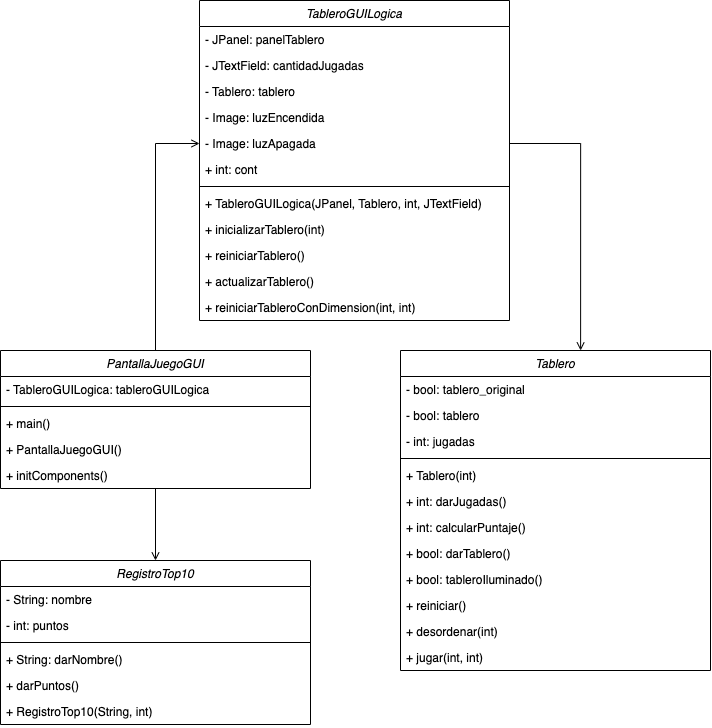 TableroGUILogica
- JPanel: panelTablero
- JTextField: cantidadJugadas
- Tablero: tablero
- Image: luzEncendida
- Image: luzApagada
+ int: cont
+ TableroGUILogica(JPanel, Tablero, int, JTextField)
+ inicializarTablero(int)
+ reiniciarTablero()
+ actualizarTablero()
+ reiniciarTableroConDimension(int, int)
PantallaJuegoGUI
- TableroGUILogica: tableroGUILogica
+ main()
+ PantallaJuegoGUI()
+ initComponents()
Tablero
- bool: tablero_original
- bool: tablero
- int: jugadas
+ Tablero(int)
+ int: darJugadas()
+ int: calcularPuntaje()
+ bool: darTablero()
+ bool: tableroIluminado()
+ reiniciar()
+ desordenar(int)
+ jugar(int, int)
RegistroTop10
- String: nombre
- int: puntos
+ String: darNombre()
+ darPuntos()
+ RegistroTop10(String, int)